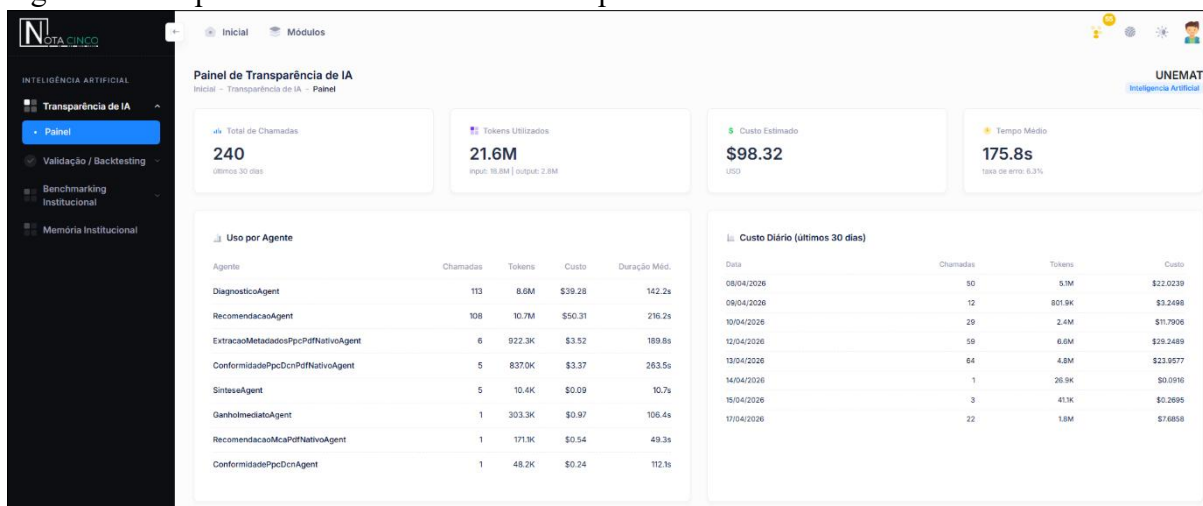 NOTA CINCO
Inicial Módulos
INTELIGÊNCIA ARTIFICIAL
Transparência de IA
Painel
Validação / Backtesting
Benchmarking
Institucional
Memória Institucional
Painel de Transparência de IA
Inicial - Transparência de IA - Painel
UNEMAT
Inteligencia Artificial
Total de Chamadas
240
últimos 30 dias
Tokens Utilizados
21.6M
input: 18.8M | output: 2.8M
$ Custo Estimado
$98.32
USD
Tempo Médio
175.8s
taxa de erro: 6.3%
Uso por Agente
Agente Chamadas Tokens Custo Duração Méd.
DiagnosticoAgent 113 8.6M $39.28 142.2s
RecomendacaoAgent 108 10.7M $50.31 216.2s
ExtracaoMetadadosPpcPdfNativoAgent 6 922.3K $3.52 189.8s
ConformidadePpcDcnPdfNativoAgent 5 837.0K $3.37 263.5s
SinteseAgent 5 10.4K $0.09 10.7s
GanhoImediatoAgent 1 303.3K $0.97 106.4s
RecomendacaoMcaPdfNativoAgent 1 171.1K $0.54 49.3s
ConformidadePpcDcnAgent 1 48.2K $0.24 112.1s
Custo Diário (últimos 30 dias)
Data Chamadas Tokens Custo
08/04/2026 50 5.1M $22.0239
09/04/2026 12 801.9K $3.2498
10/04/2026 29 2.4M $11.7906
12/04/2026 59 6.6M $29.2489
13/04/2026 64 4.8M $23.9577
14/04/2026 1 26.9K $0.0916
15/04/2026 3 41.1K $0.2695
17/04/2026 22 1.8M $7.6858